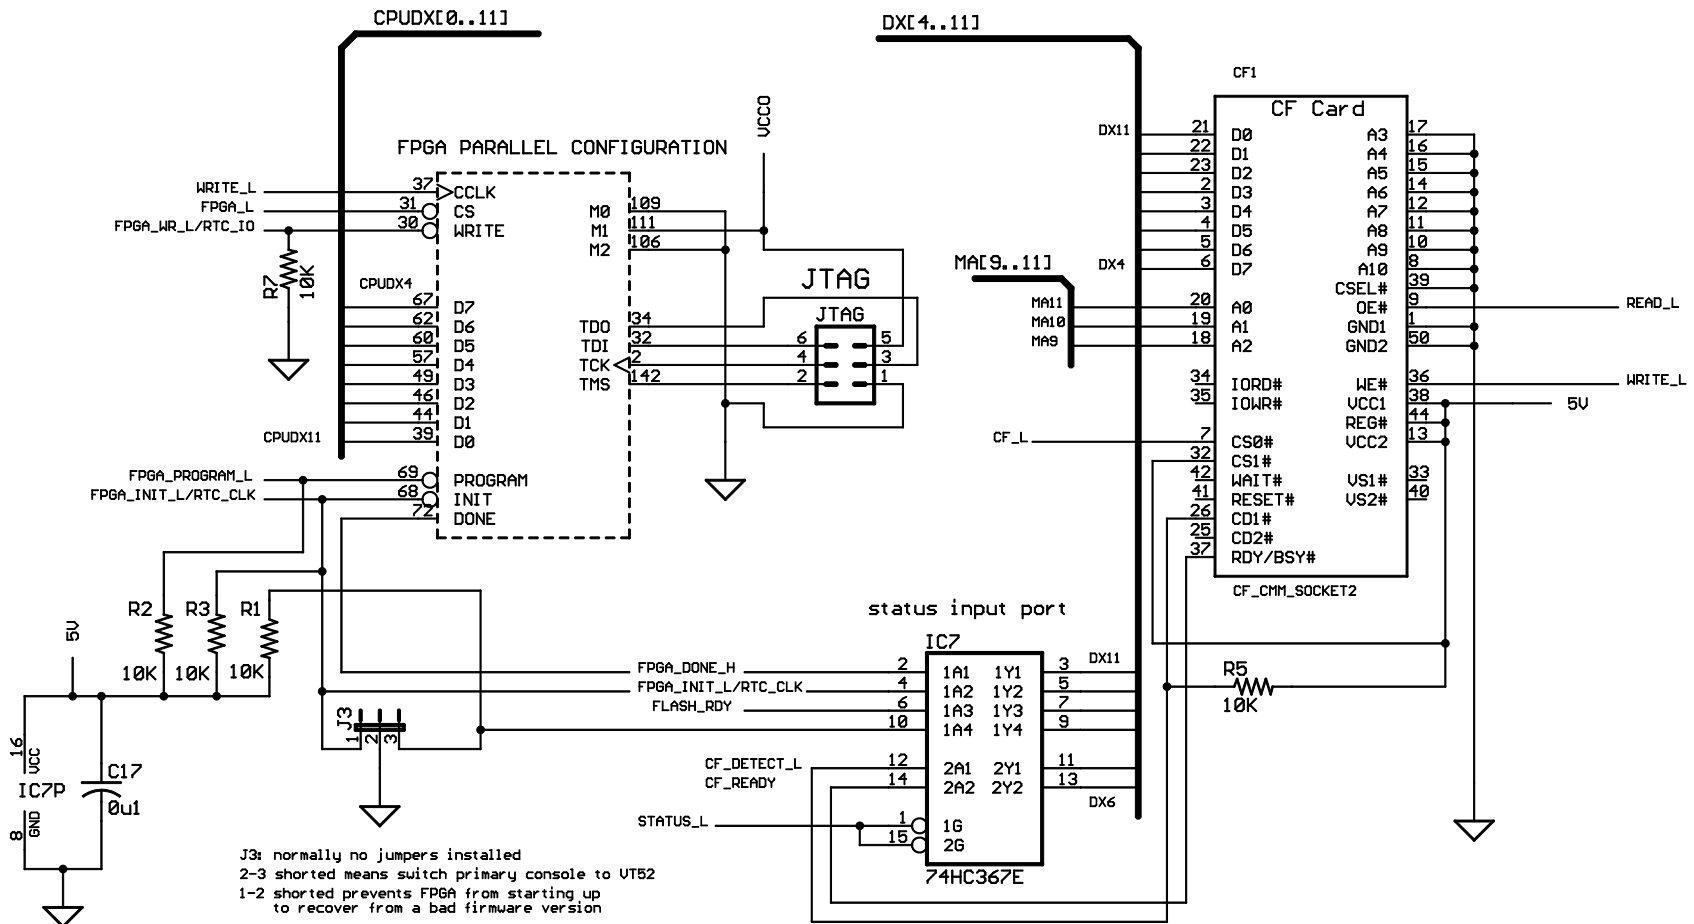 CPUDX[0..11]
DX[4..11]
CF1
CF Card
VCCO
FPGA PARALLEL CONFIGURATION
DX11
21 D0 A3 17
22 D1 A4 16
23 D2 A5 15
2 D3 A6 14
3 D4 A7 12
4 D5 A8 11
5 D6 A9 10
DX4 6 D7 A10 8
CSEL# 39
MA[9..11]
MA11 20 A0 OE# 9 READ_L
MA10 19 A1 GND1 1
MA9 18 A2 GND2 50
34 IORD# WE# 36 WRITE_L
35 IOWR# VCC1 38 5V
REG# 44
CF_L 7 CS0# VCC2 13
32 CS1#
42 WAIT# VS1# 33
41 RESET# VS2# 40
26 CD1#
25 CD2#
37 RDY/BSY#
CF_CMM_SOCKET2
WRITE_L 37 CCLK
FPGA_L 31 CS M0 109
FPGA_WR_L/RTC_IO 30 WRITE M1 111
M2 106
R7
10K
CPUDX4
67 D7
62 D6 TDO 34
60 D5 TDI 32
57 D4 TCK 2
49 D3 TMS 142
46 D2
44 D1
CPUDX11 39 D0
JTAG
JTAG
6 5
4 3
2 1
FPGA_PROGRAM_L 69 PROGRAM
FPGA_INIT_L/RTC_CLK 68 INIT
72 DONE
R2 R3 R1
10K 10K 10K
5V
status input port
IC7
FPGA_DONE_H 2 1A1 1Y1 3 DX11
FPGA_INIT_L/RTC_CLK 4 1A2 1Y2 5
FLASH_RDY 6 1A3 1Y3 7
10 1A4 1Y4 9
CF_DETECT_L 12 2A1 2Y1 11
CF_READY 14 2A2 2Y2 13
DX6
STATUS_L 1 1G
15 2G
74HC367E
R5
10K
J3
1 2 3
16 VCC
IC7P
8 GND
C17
0u1
J3: normally no jumpers installed
2-3 shorted means switch primary console to VT52
1-2 shorted prevents FPGA from starting up
to recover from a bad firmware version